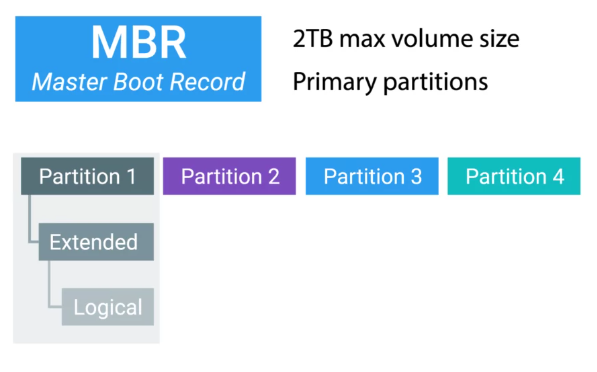 MBR
Master Boot Record
2TB max volume size
Primary partitions
Partition 1
Partition 2
Partition 3
Partition 4
Extended
Logical